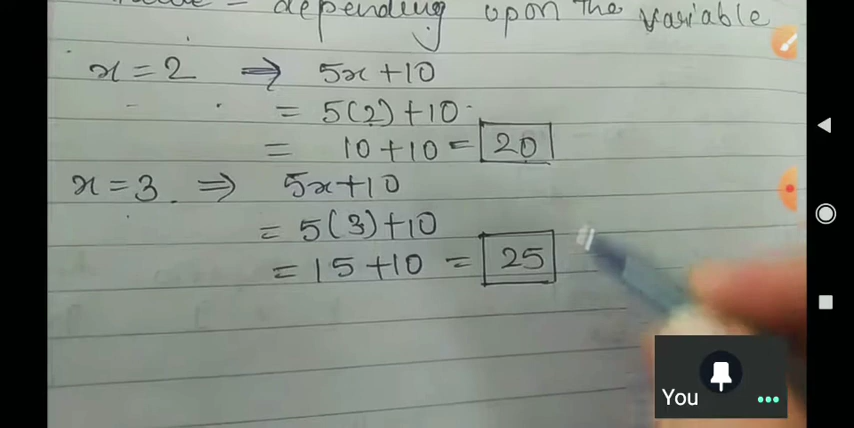 depending upon the variable
x = 2 ⇒ 5x + 10
= 5(2) + 10
= 10 + 10 = 20
x = 3 ⇒ 5x + 10
= 5(3) + 10
= 15 + 10 = 25
You